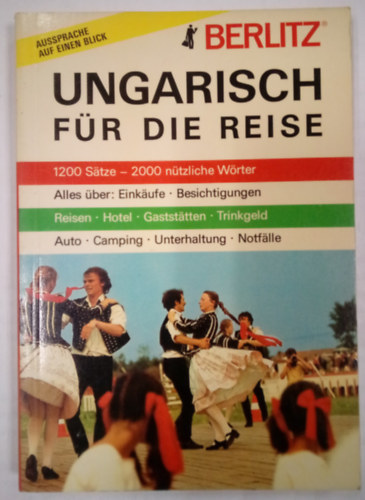 AUSSPRACHE
AUF EINEN BLICK
BERLITZ®
UNGARISCH
FÜR DIE REISE
1200 Sätze – 2000 nützliche Wörter
Alles über: Einkäufe · Besichtigungen
Reisen · Hotel · Gaststätten · Trinkgeld
Auto · Camping · Unterhaltung · Notfälle